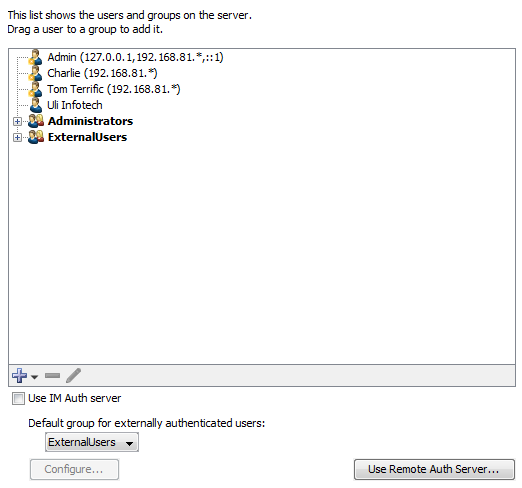 This list shows the users and groups on the server.
Drag a user to a group to add it.
Admin (127.0.0.1,192.168.81.*,::1)
Charlie (192.168.81.*)
Tom Terrific (192.168.81.*)
Uli Infotech
Administrators
ExternalUsers
Use IM Auth server
Default group for externally authenticated users:
ExternalUsers
Configure...
Use Remote Auth Server...